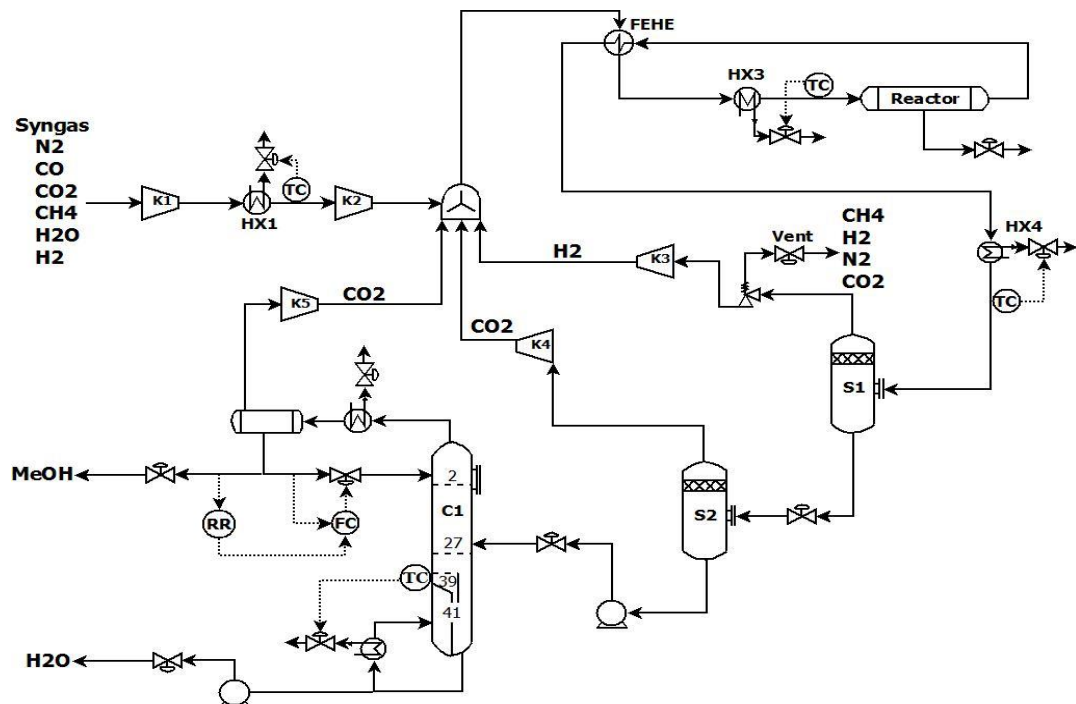 FEHE
HX3
TC
Reactor
Syngas
N2
CO
CO2
CH4
H2O
H2
K1
HX1
TC
K2
CH4
H2
N2
CO2
Vent
HX4
TC
H2
K3
K5
CO2
CO2
K4
S1
MeOH
RR
FC
2
C1
27
S2
TC
39
41
H2O